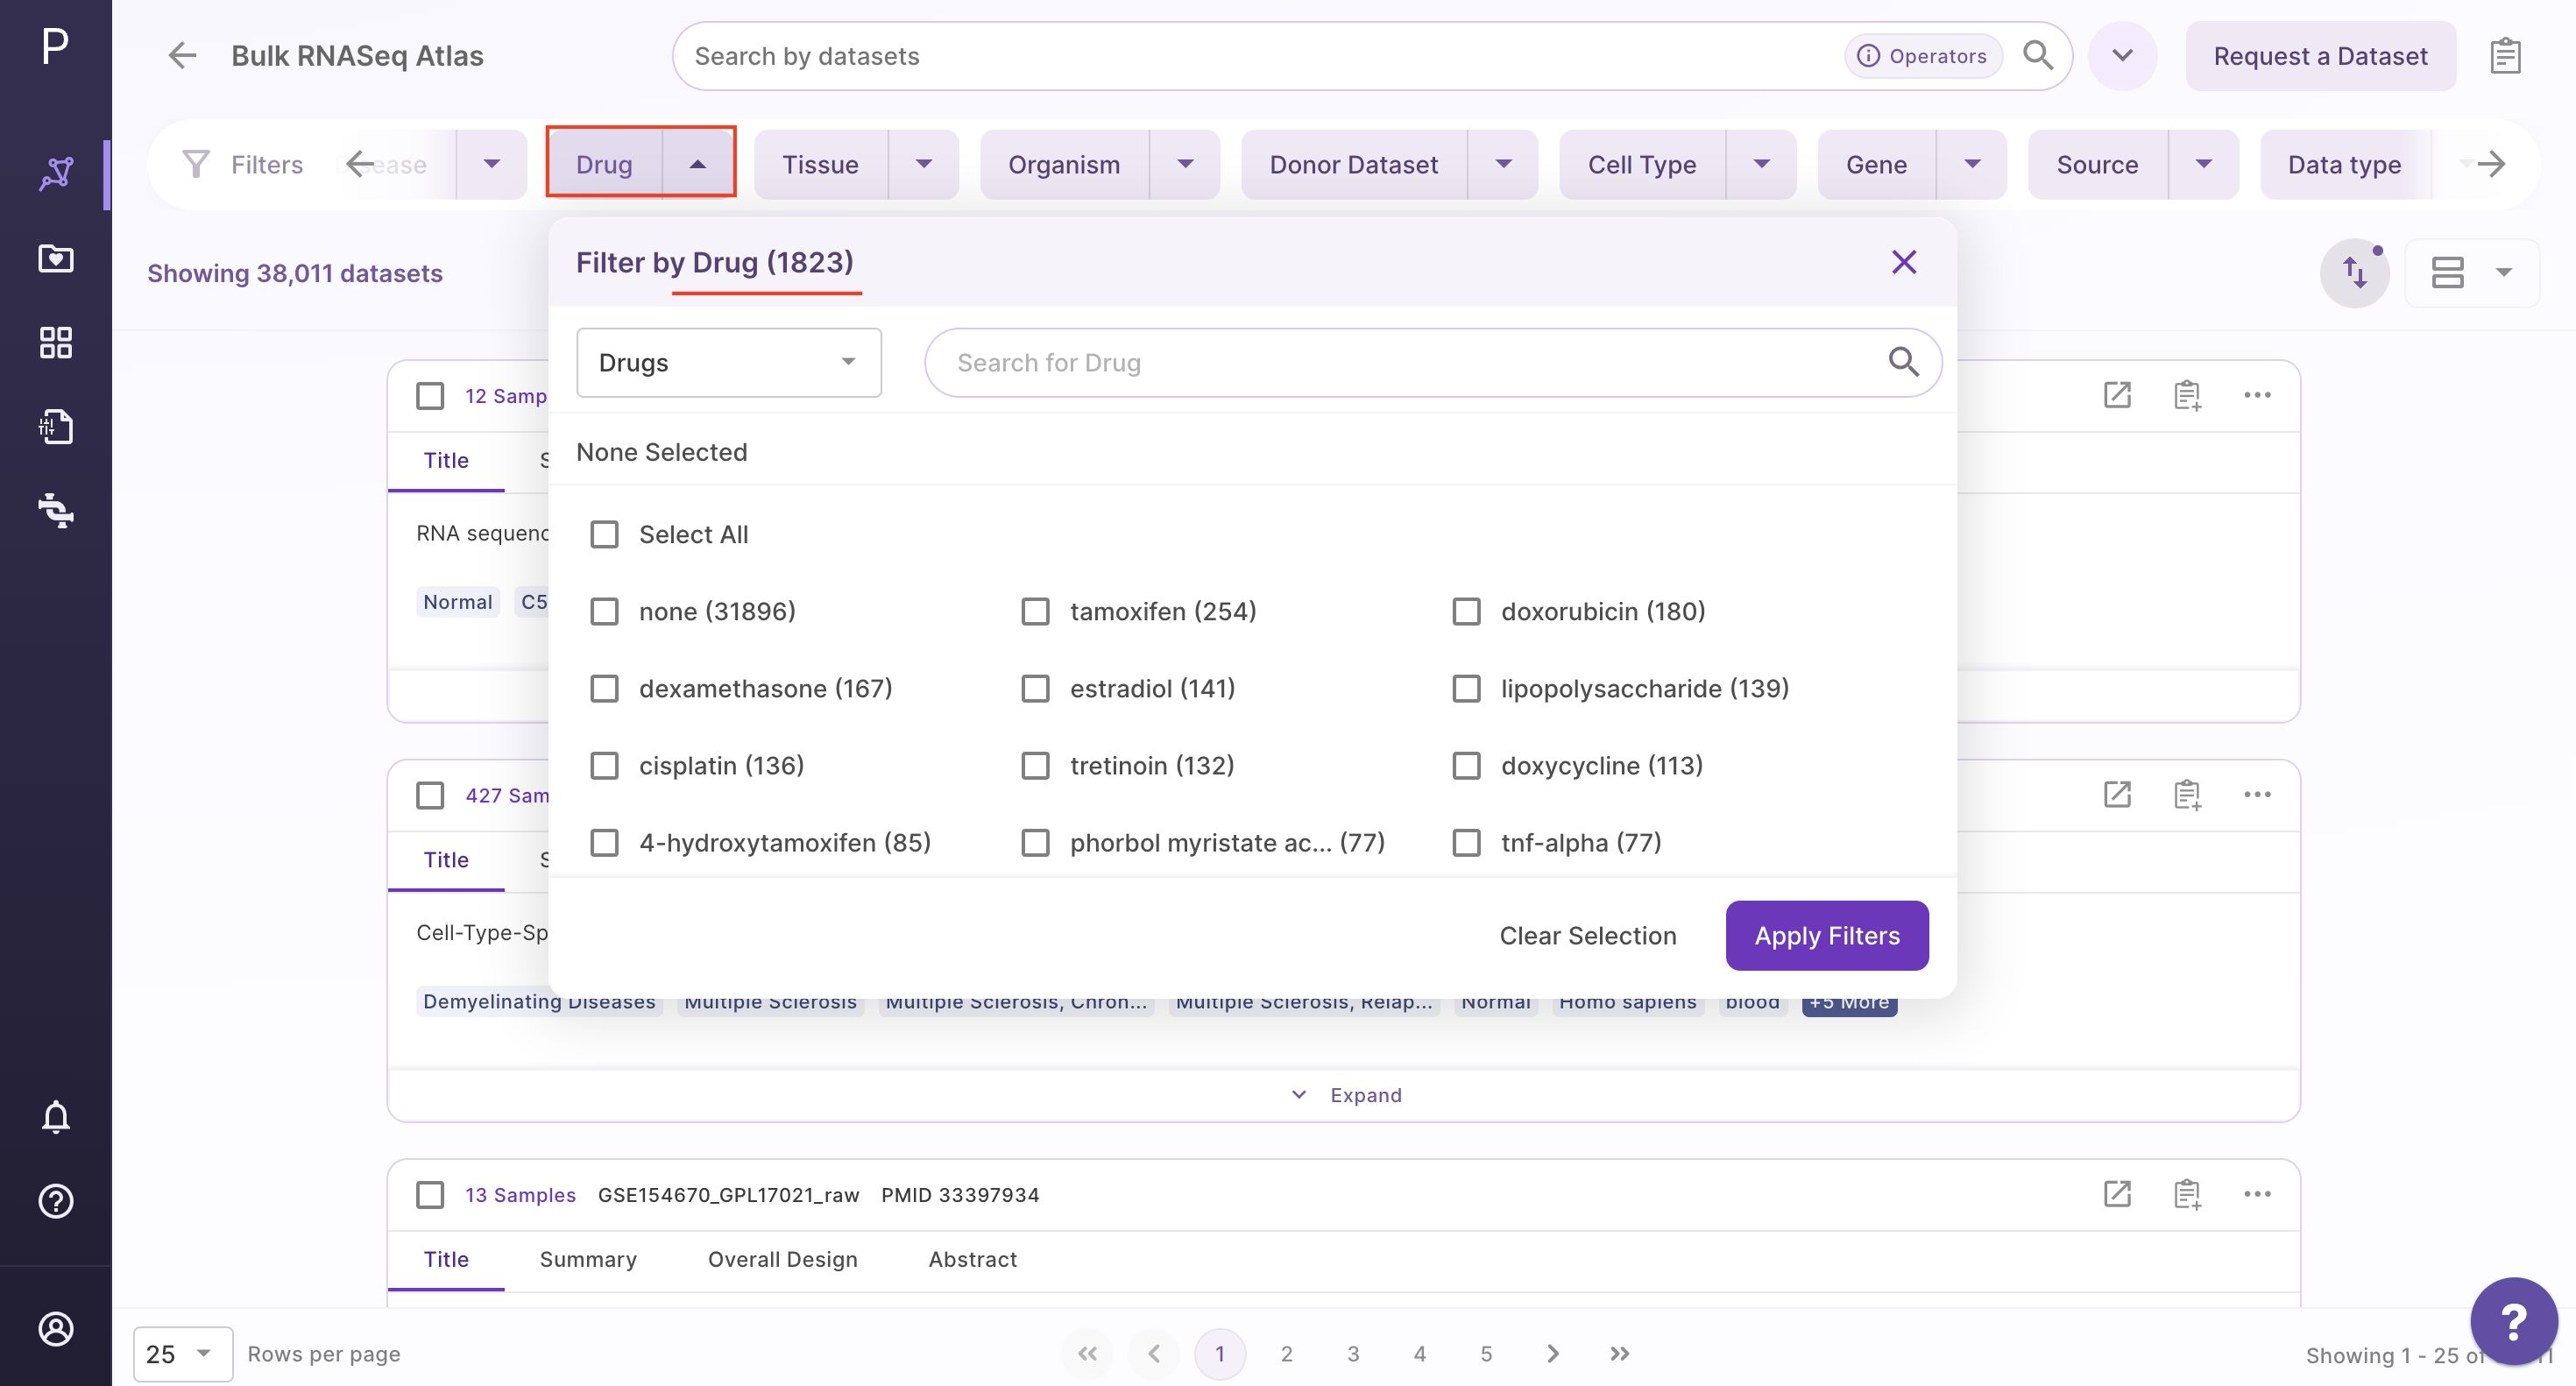 P
Bulk RNASeq Atlas
Search by datasets
Operators
Request a Dataset
Filters
Drug
Tissue
Organism
Donor Dataset
Cell Type
Gene
Source
Data type
Showing 38,011 datasets
Filter by Drug (1823)
Drugs
Search for Drug
None Selected
Select All
none (31896)
tamoxifen (254)
doxorubicin (180)
dexamethasone (167)
estradiol (141)
lipopolysaccharide (139)
cisplatin (136)
tretinoin (132)
doxycycline (113)
4-hydroxytamoxifen (85)
phorbol myristate ac... (77)
tnf-alpha (77)
Clear Selection
Apply Filters
12 Samp
Title
S
RNA sequenc
Normal
C5
427 Sam
Title
S
Cell-Type-Sp
Demyelinating Diseases
Multiple Sclerosis
Multiple Sclerosis, Chron...
Multiple Sclerosis, Relap...
Normal
Homo sapiens
blood
+5 More
Expand
13 Samples GSE154670_GPL17021_raw PMID 33397934
Title
Summary
Overall Design
Abstract
25
Rows per page
1
2
3
4
5
Showing 1 - 25 of
?